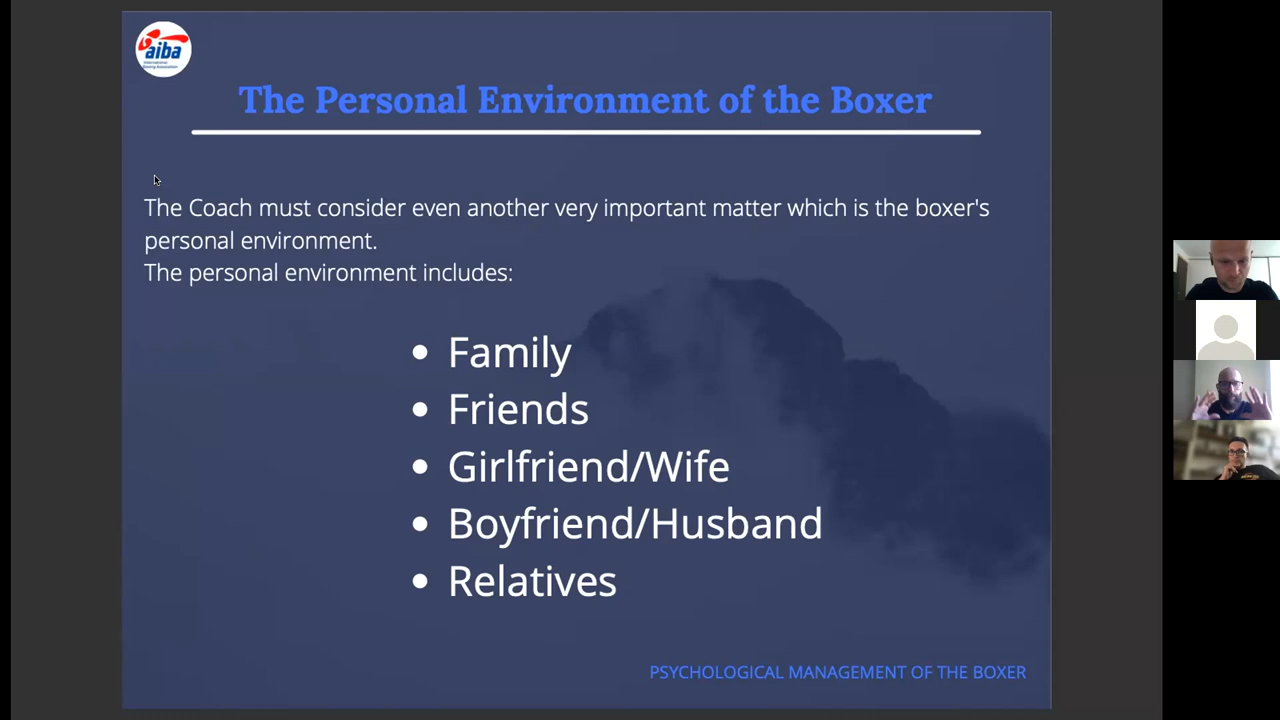 aiba
The Personal Environment of the Boxer
The Coach must consider even another very important matter which is the boxer's
personal environment.
The personal environment includes:
• Family
• Friends
• Girlfriend/Wife
• Boyfriend/Husband
• Relatives
PSYCHOLOGICAL MANAGEMENT OF THE BOXER